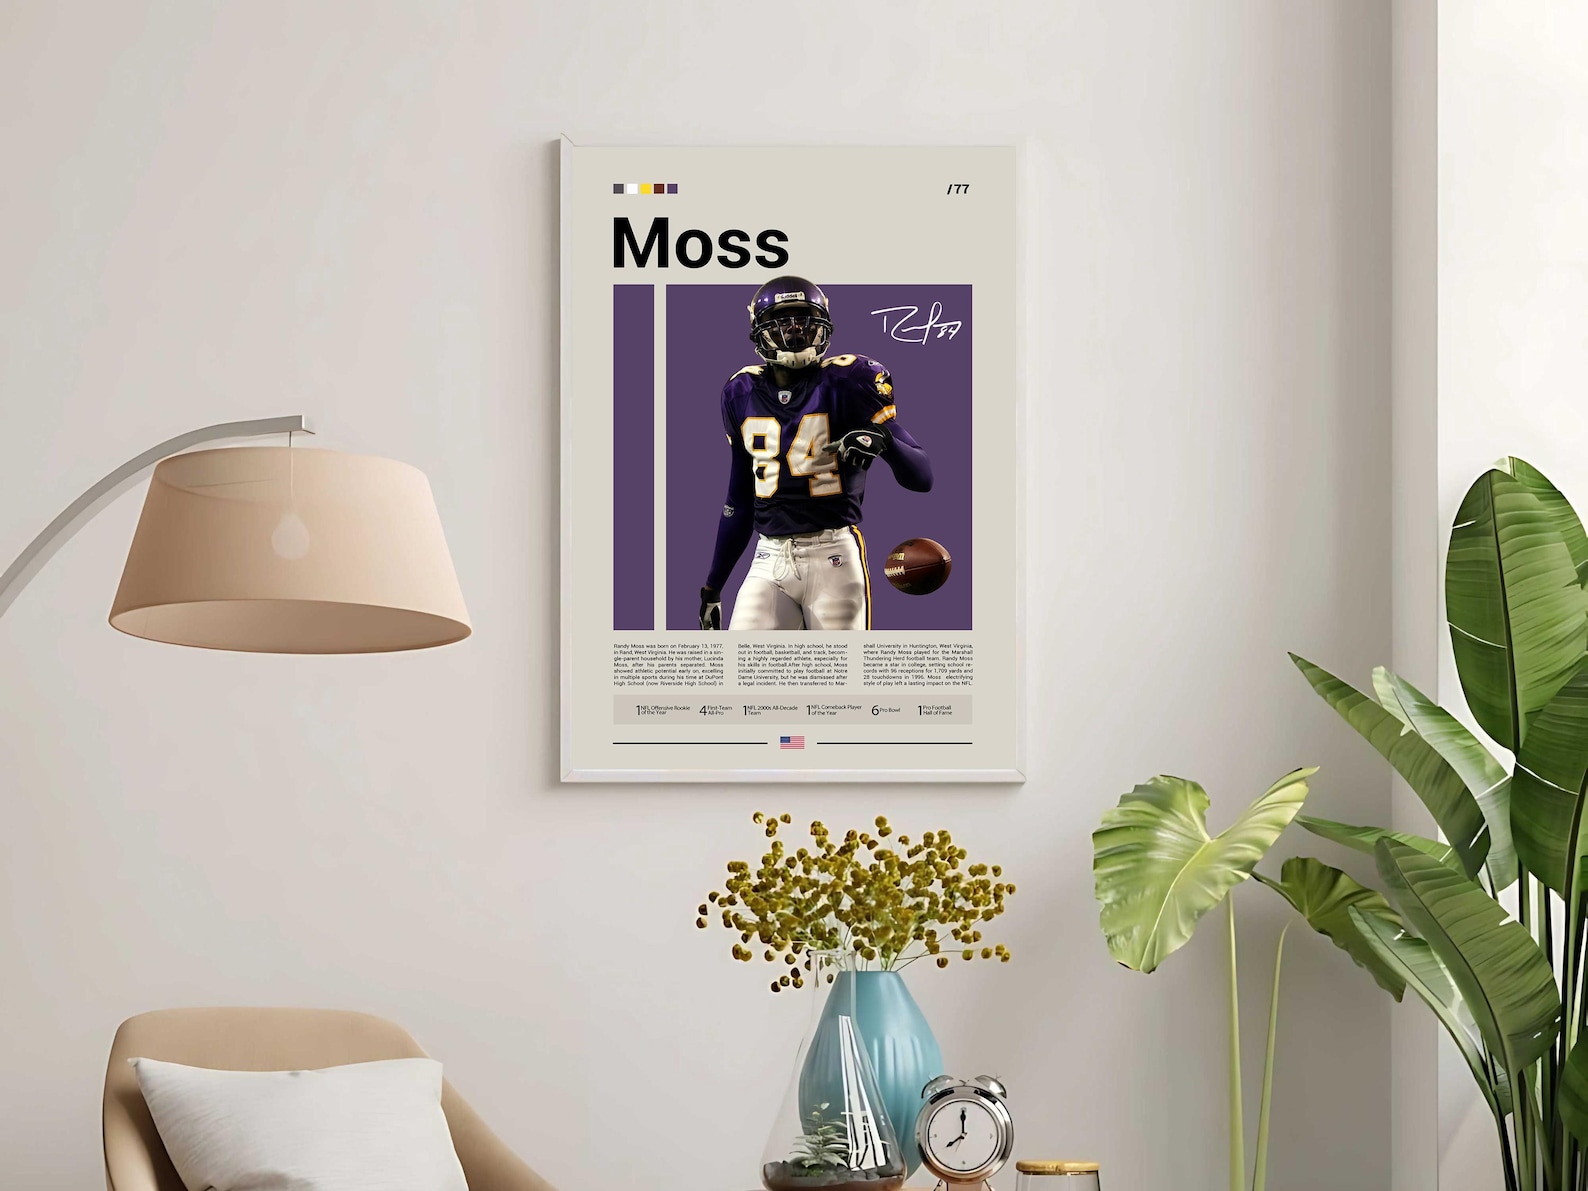 /77
Moss
Riddell
84
84
84
Randy Moss was born on February 13, 1977,
in Rand, West Virginia. He was raised in a sin-
gle-parent household by his mother, Lucinda
Moss, after his parents separated. Moss
showed athletic potential early on, excelling
in multiple sports during his time at DuPont
High School (now Riverside High School) in
Belle, West Virginia. In high school, he stood
out in football, basketball, and track, becom-
ing a highly regarded athlete, especially for
his skills in football.After high school, Moss
initially committed to play football at Notre
Dame University, but he was dismissed after
a legal incident. He then transferred to Mar-
shall University in Huntington, West Virginia,
where Randy Moss played for the Marshall
Thundering Herd football team. Randy Moss
became a star in college, setting school re-
cords with 96 receptions for 1,709 yards and
28 touchdowns in 1996. Moss' electrifying
style of play left a lasting impact on the NFL.
1 NFL Offensive Rookie
of the Year
4 First-Team
All-Pro
1 NFL 2000s All-Decade
Team
1 NFL Comeback Player
of the Year
6 Pro Bowl
1 Pro Football
Hall of Fame